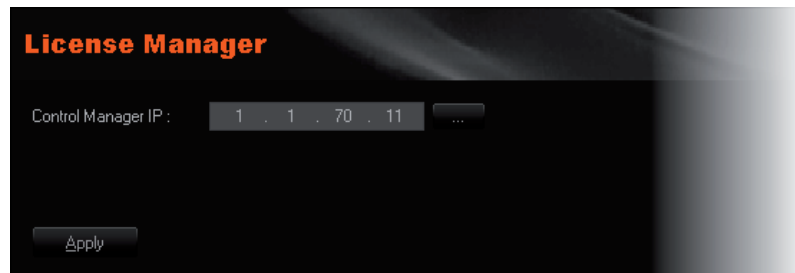 License Manager
Control Manager IP : 1 . 1 . 70 . 11 ...
Apply